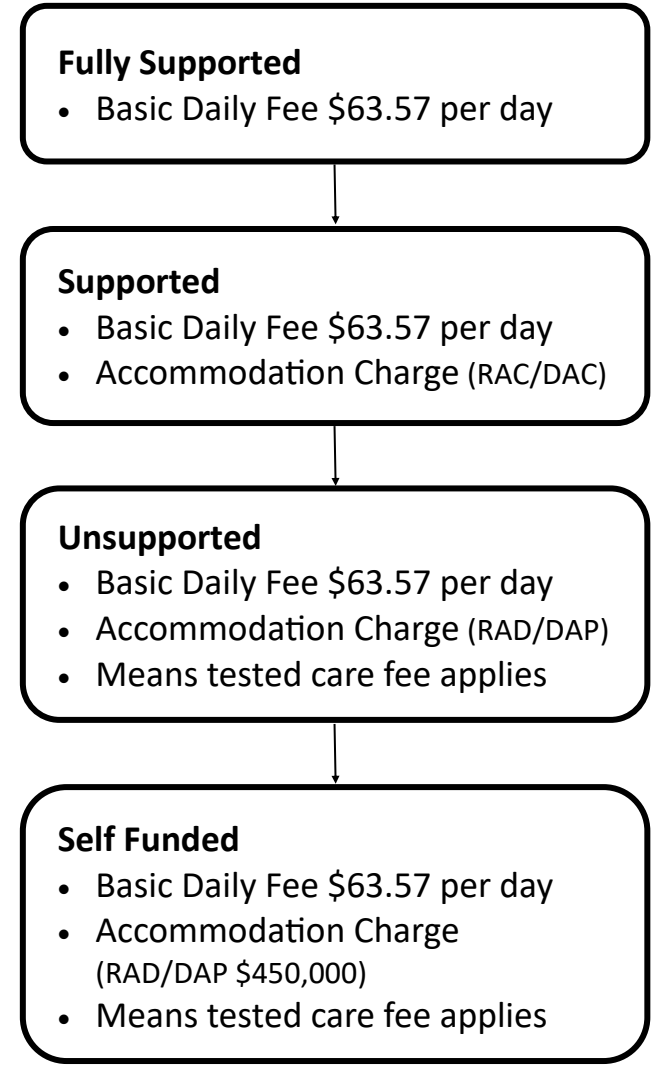 Fully Supported
• Basic Daily Fee $63.57 per day
Supported
• Basic Daily Fee $63.57 per day
• Accommodation Charge (RAC/DAC)
Unsupported
• Basic Daily Fee $63.57 per day
• Accommodation Charge (RAD/DAP)
• Means tested care fee applies
Self Funded
• Basic Daily Fee $63.57 per day
• Accommodation Charge
(RAD/DAP $450,000)
• Means tested care fee applies